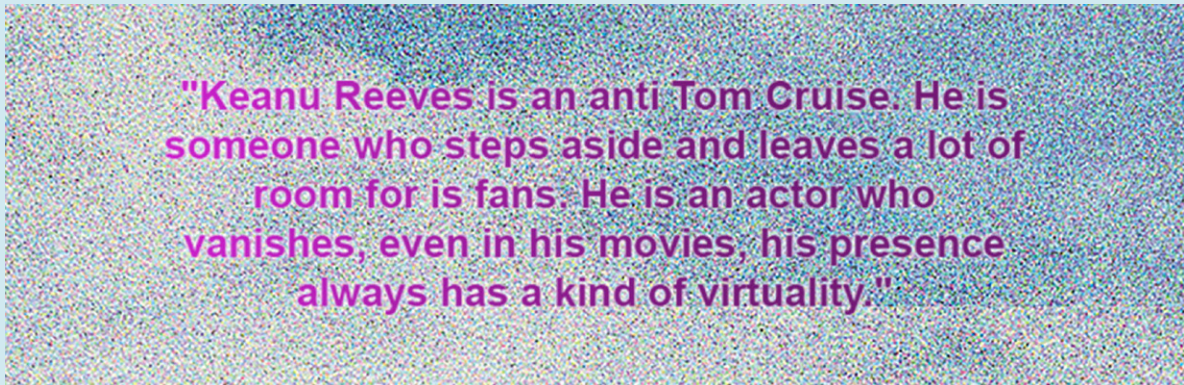 "Keanu Reeves is an anti Tom Cruise. He is
someone who steps aside and leaves a lot of
room for is fans. He is an actor who
vanishes, even in his movies, his presence
always has a kind of virtuality."